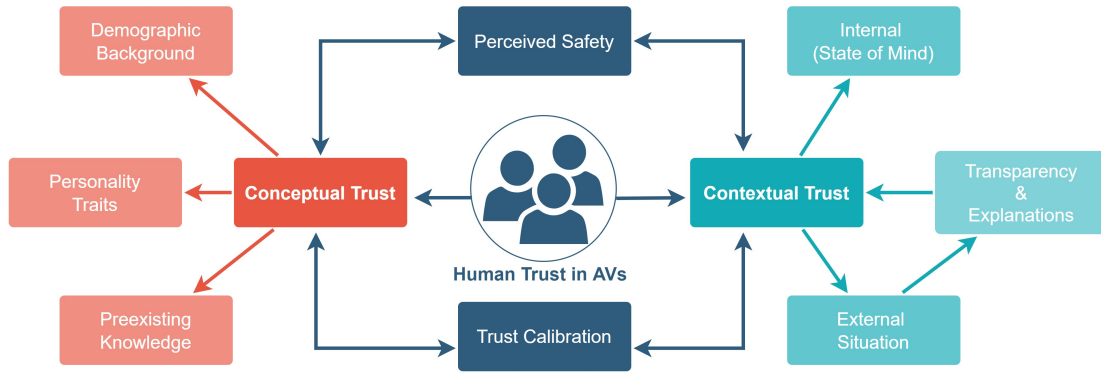 Demographic
Background
Perceived Safety
Internal
(State of Mind)
Personality
Traits
Conceptual Trust
Contextual Trust
Transparency
&
Explanations
Human Trust in AVs
Preexisting
Knowledge
Trust Calibration
External
Situation